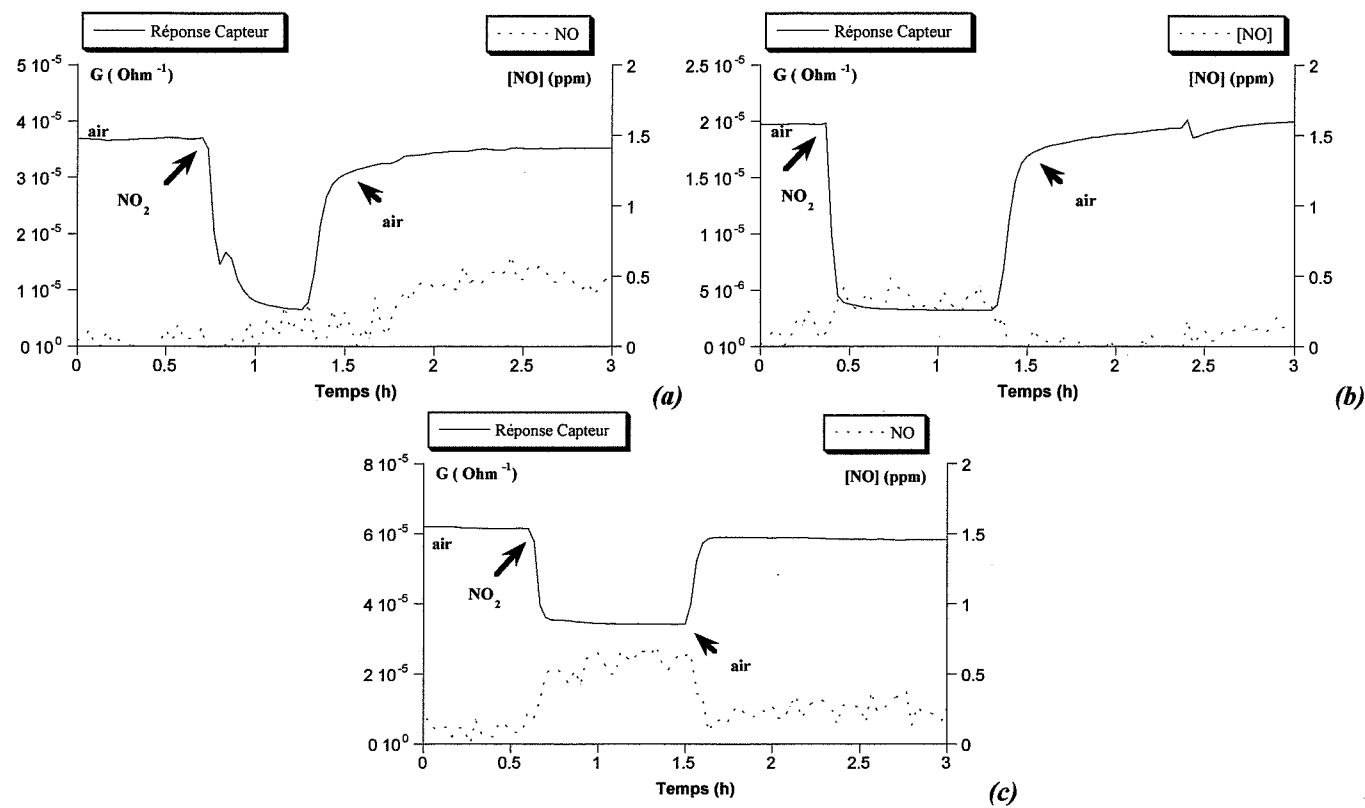 Réponse Capteur
NO
G ( Ohm⁻¹)
[NO] (ppm)
5 10⁻⁵
4 10⁻⁵
3 10⁻⁵
2 10⁻⁵
1 10⁻⁵
0 10⁰
2
1.5
1
0.5
0
air
NO₂
air
0
0.5
1
1.5
2
2.5
3
Temps (h)
(a)
Réponse Capteur
[NO]
G ( Ohm⁻¹)
[NO] (ppm)
2.5 10⁻⁵
2 10⁻⁵
1.5 10⁻⁵
1 10⁻⁵
5 10⁻⁶
0 10⁰
2
1.5
1
0.5
0
air
NO₂
air
0
0.5
1
1.5
2
2.5
3
Temps (h)
(b)
Réponse Capteur
NO
G ( Ohm⁻¹)
[NO] (ppm)
8 10⁻⁵
6 10⁻⁵
4 10⁻⁵
2 10⁻⁵
0 10⁰
2
1.5
1
0.5
0
air
NO₂
air
0
0.5
1
1.5
2
2.5
3
Temps (h)
(c)